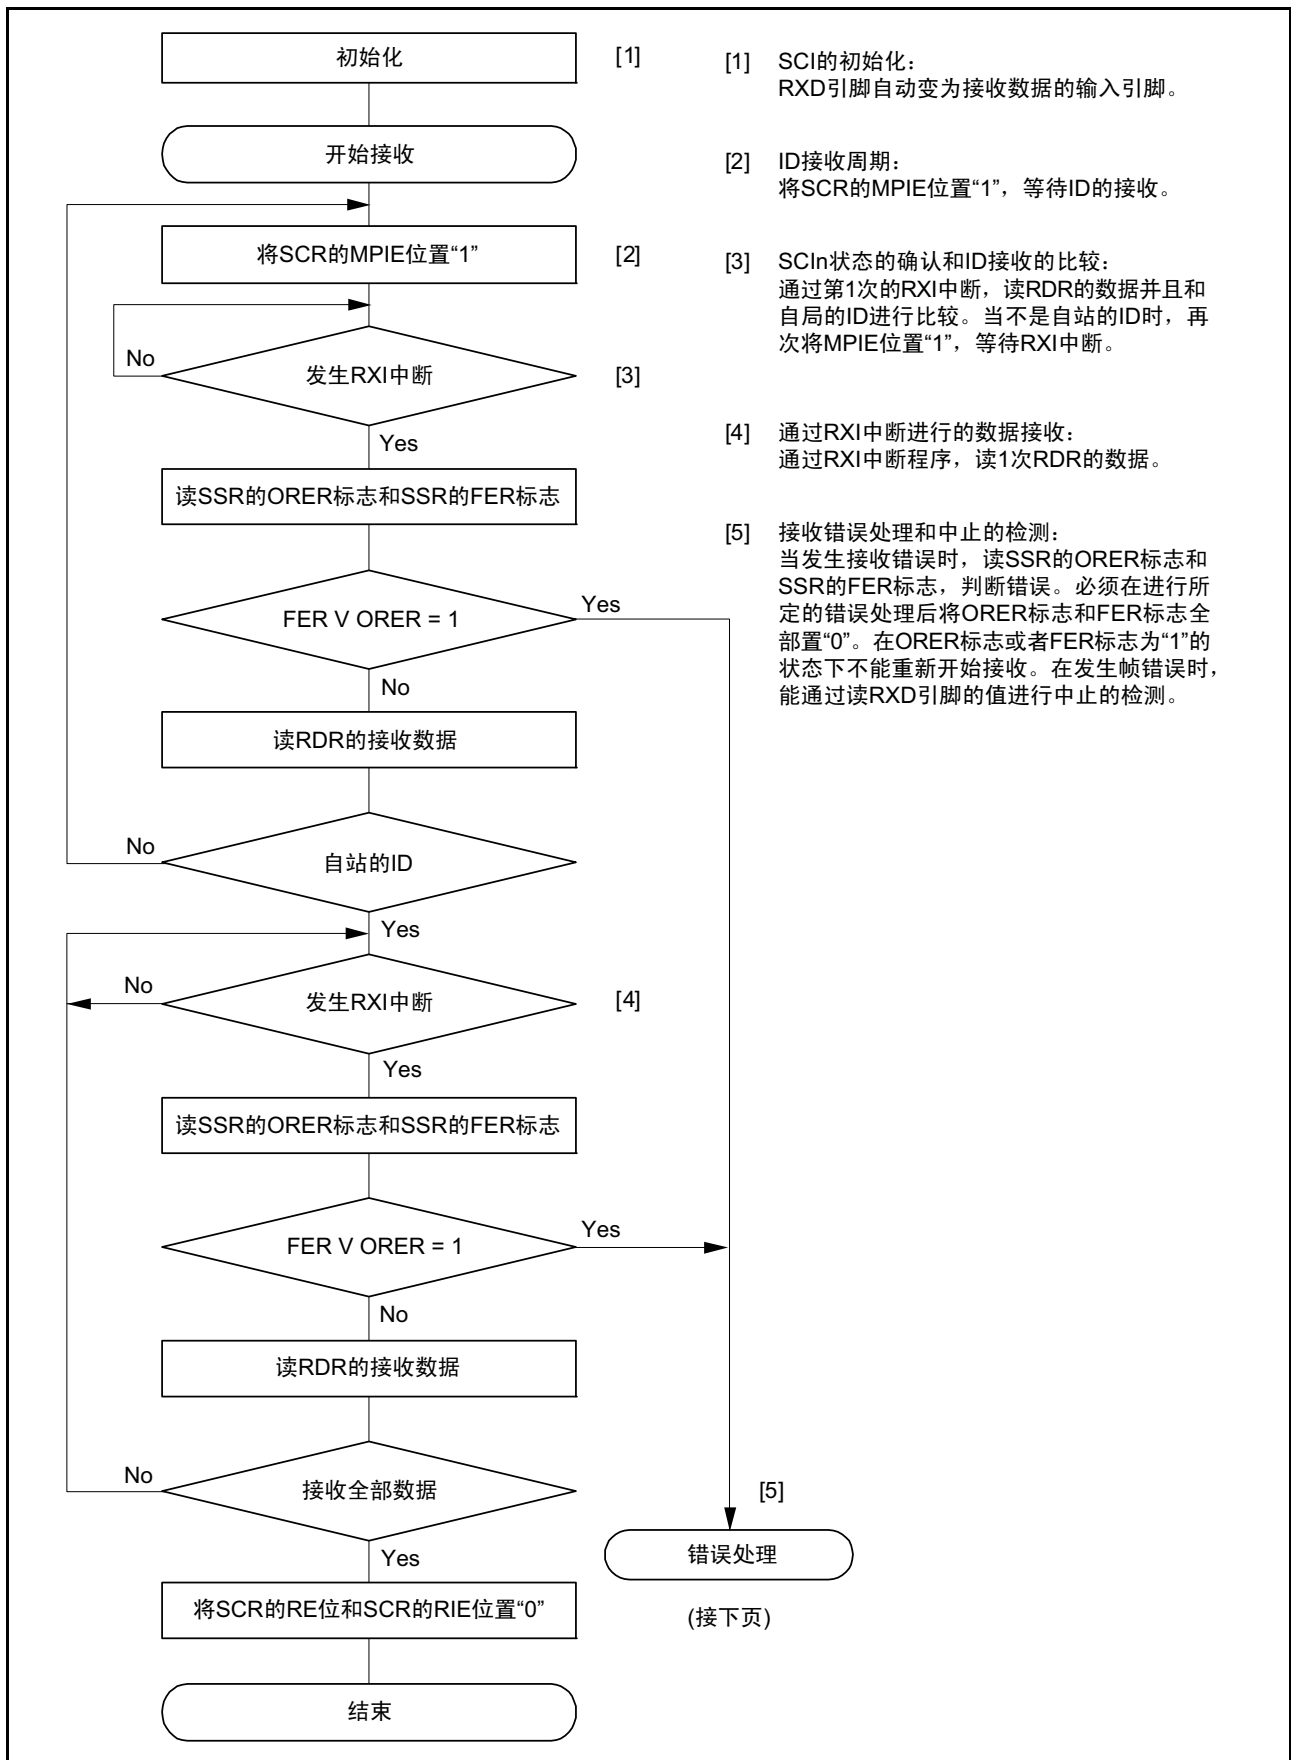 初始化
[1]
开始接收
将SCR的MPIE位置“1”
[2]
No
发生RXI中断
[3]
Yes
读SSR的ORER标志和SSR的FER标志
FER V ORER = 1
Yes
No
读RDR的接收数据
No
自站的ID
Yes
No
发生RXI中断
[4]
Yes
读SSR的ORER标志和SSR的FER标志
FER V ORER = 1
Yes
No
读RDR的接收数据
No
接收全部数据
[5]
错误处理
(接下页)
Yes
将SCR的RE位和SCR的RIE位置“0”
结束
[1] SCI的初始化：
RXD引脚自动变为接收数据的输入引脚。
[2] ID接收周期：
将SCR的MPIE位置“1”，等待ID的接收。
[3] SCIn状态的确认和ID接收的比较：
通过第1次的RXI中断，读RDR的数据并且和
自局的ID进行比较。当不是自站的ID时，再
次将MPIE位置“1”，等待RXI中断。
[4] 通过RXI中断进行的数据接收：
通过RXI中断程序，读1次RDR的数据。
[5] 接收错误处理和中止的检测：
当发生接收错误时，读SSR的ORER标志和
SSR的FER标志，判断错误。必须在进行所
定的错误处理后将ORER标志和FER标志全
部置“0”。在ORER标志或者FER标志为“1”的
状态下不能重新开始接收。在发生帧错误时，
能通过读RXD引脚的值进行中止的检测。